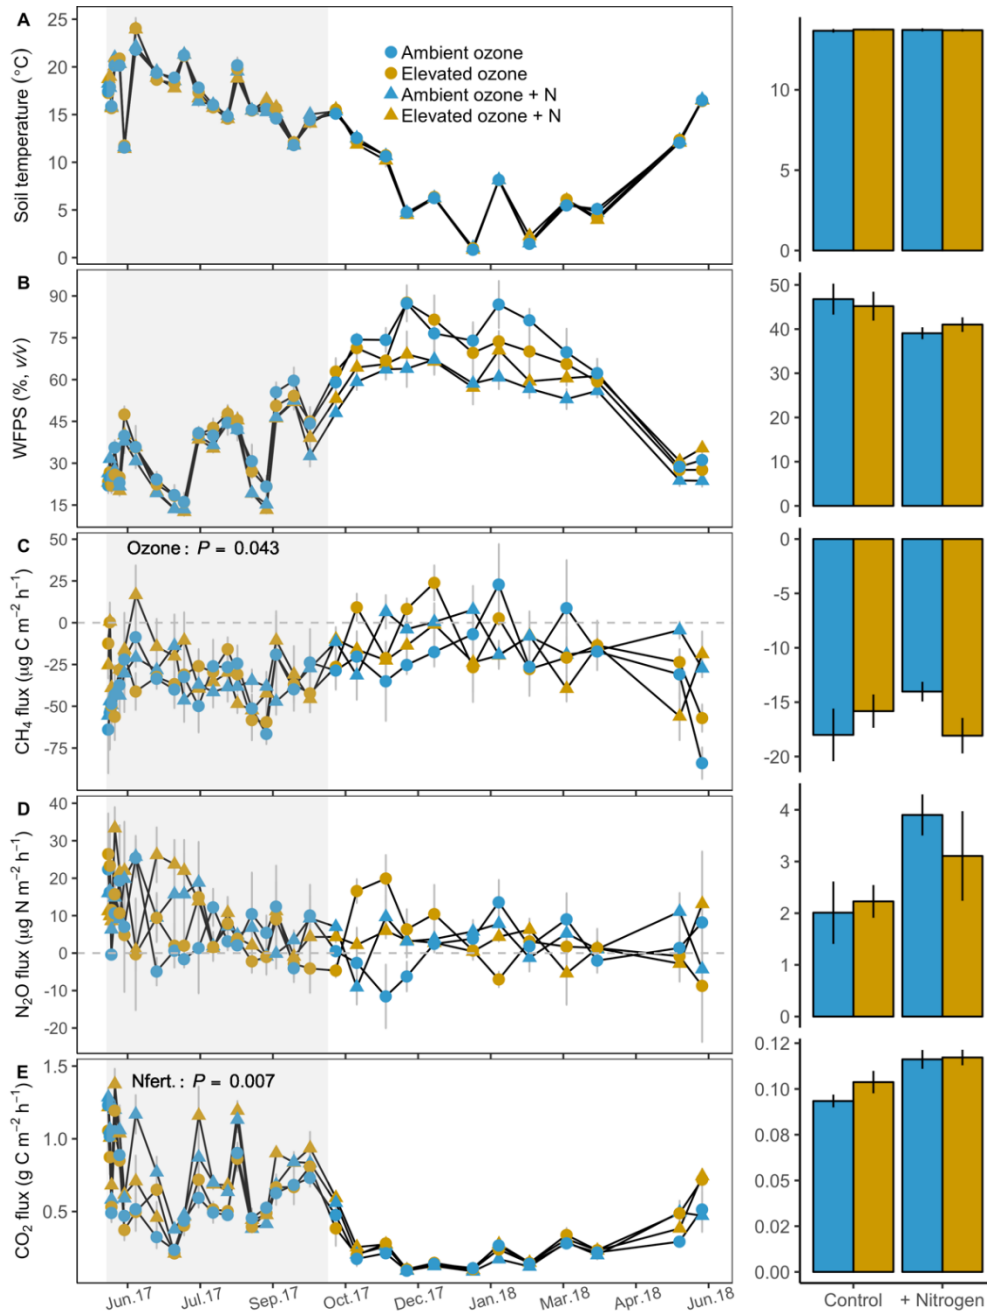 A
Soil temperature (°C)
25
20
15
10
5
0
Ambient ozone
Elevated ozone
Ambient ozone + N
Elevated ozone + N
10
5
0
B
WFPS (%, v/v)
90
75
60
45
30
15
50
40
30
20
10
0
C
CH4 flux (µg C m−2 h−1)
50
25
0
-25
-50
-75
Ozone: P = 0.043
0
-5
-10
-15
-20
D
N2O flux (µg N m−2 h−1)
40
30
20
10
0
-10
-20
4
3
2
1
0
E
CO2 flux (g C m−2 h−1)
1.5
1.0
0.5
Nfert.: P = 0.007
0.12
0.10
0.08
0.05
0.02
0.00
Jun.17 Jul.17 Sep.17 Oct.17 Dec.17 Jan.18 Mar.18 Apr.18 Jun.18
Control + Nitrogen